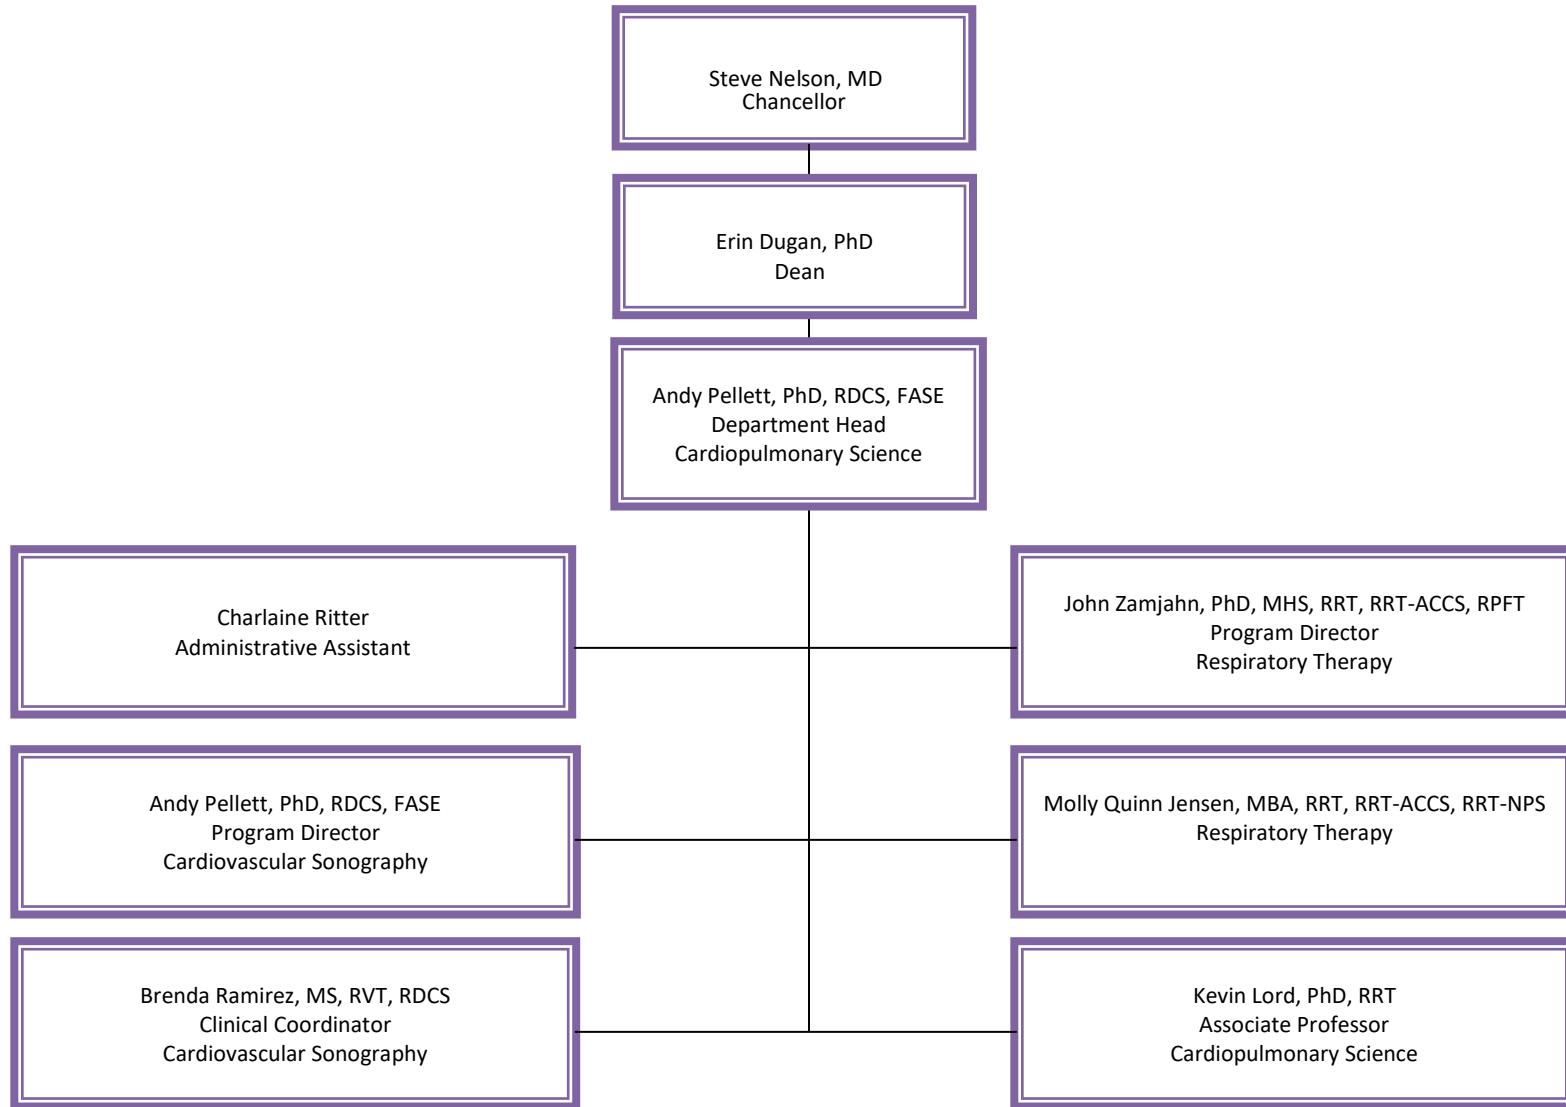 Steve Nelson, MD
Chancellor
Erin Dugan, PhD
Dean
Andy Pellett, PhD, RDCS, FASE
Department Head
Cardiopulmonary Science
Charlaine Ritter
Administrative Assistant
John Zamjahn, PhD, MHS, RRT, RRT-ACCS, RPFT
Program Director
Respiratory Therapy
Andy Pellett, PhD, RDCS, FASE
Program Director
Cardiovascular Sonography
Molly Quinn Jensen, MBA, RRT, RRT-ACCS, RRT-NPS
Respiratory Therapy
Brenda Ramirez, MS, RVT, RDCS
Clinical Coordinator
Cardiovascular Sonography
Kevin Lord, PhD, RRT
Associate Professor
Cardiopulmonary Science